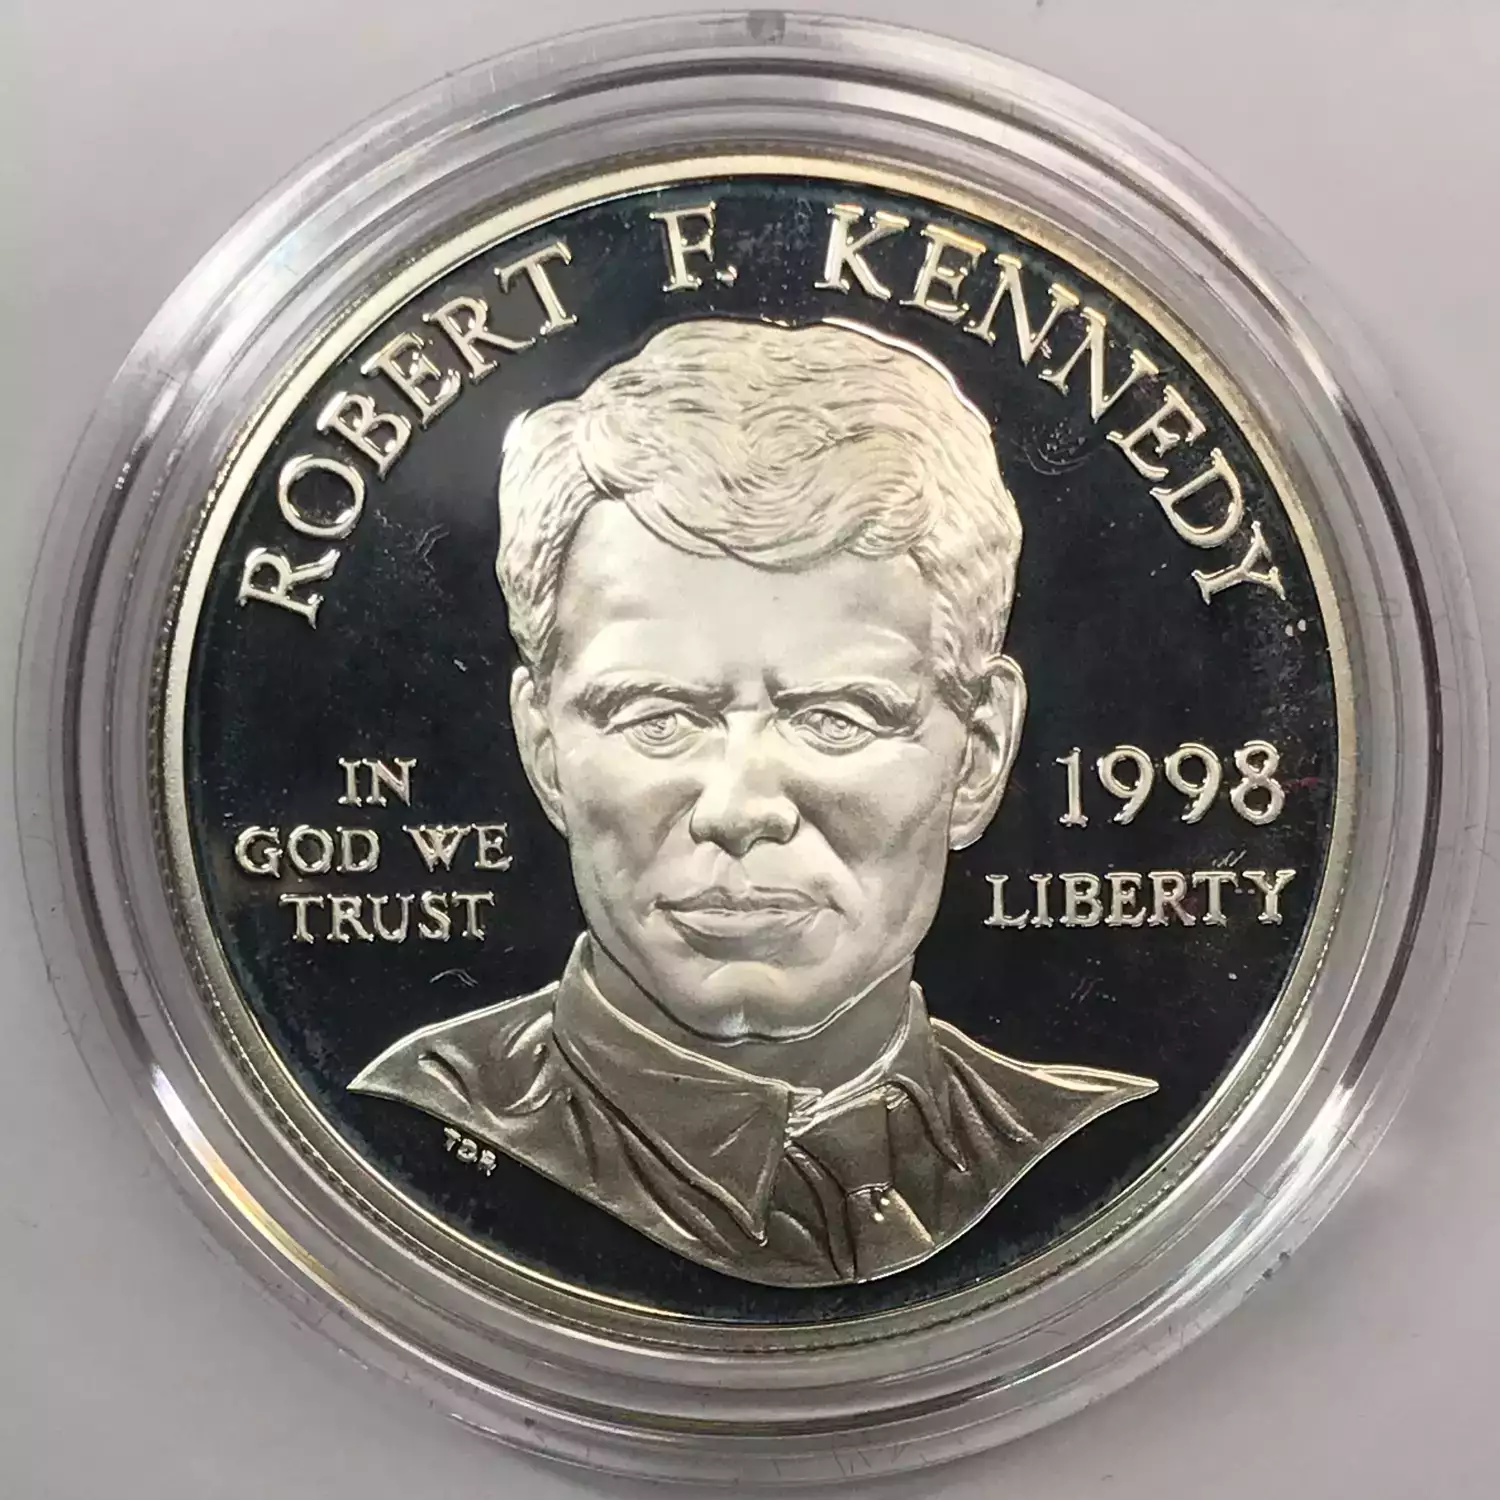 ROBERT F. KENNEDY
IN
GOD WE
TRUST
1998
LIBERTY
TDR